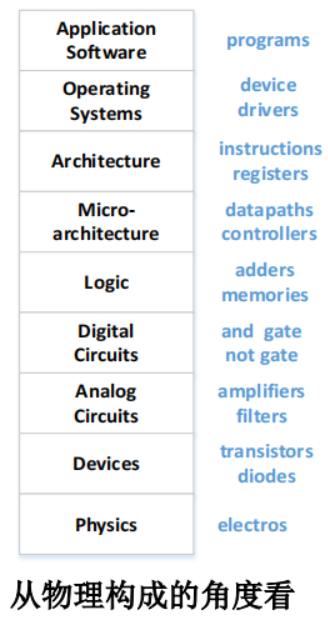 Application
Software
programs
Operating
Systems
device
drivers
Architecture
instructions
registers
Micro-
architecture
datapaths
controllers
Logic
adders
memories
Digital
Circuits
and gate
not gate
Analog
Circuits
amplifiers
filters
Devices
transistors
diodes
Physics
electros
从物理构成的角度看